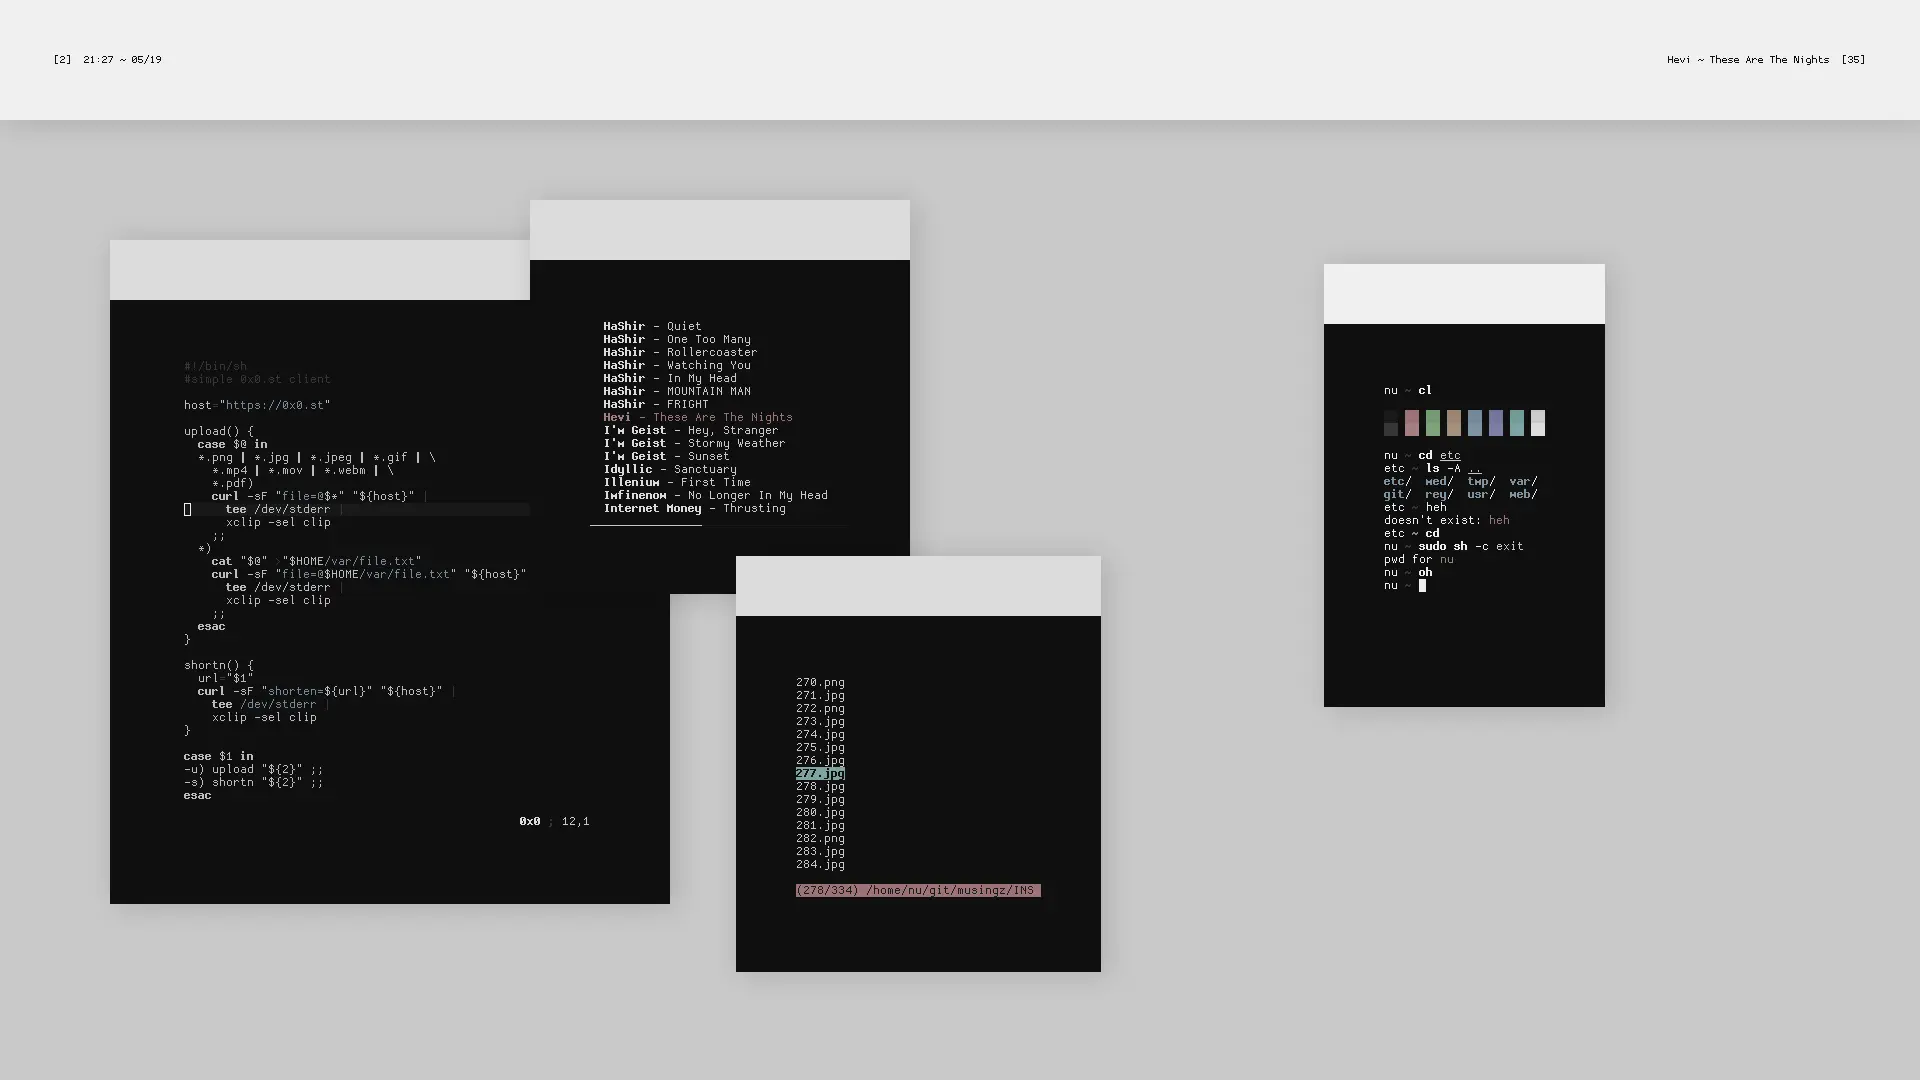 [2]  21:27 ~ 05/19
Hevi ~ These Are The Nights  [35]
#!/bin/sh
#simple 0x0.st client
host="https://0x0.st"
upload() {
  case $@ in
  *.png | *.jpg | *.jpeg | *.gif | \
    *.mp4 | *.mov | *.webm | \
    *.pdf)
    curl -sF "file=@$*" "${host}" |
      tee /dev/stderr |
      xclip -sel clip
    ;;
  *)
    cat "$@" >"$HOME/var/file.txt"
    curl -sF "file=@$HOME/var/file.txt" "${host}"
      tee /dev/stderr |
      xclip -sel clip
    ;;
  esac
}
shortn() {
  url="$1"
  curl -sF "shorten=${url}" "${host}" |
    tee /dev/stderr |
    xclip -sel clip
}
case $1 in
-u) upload "${2}" ;;
-s) shortn "${2}" ;;
esac
0x0 ; 12,1
HaShir - Quiet
HaShir - One Too Many
HaShir - Rollercoaster
HaShir - Watching You
HaShir - In My Head
HaShir - MOUNTAIN MAN
HaShir - FRIGHT
Hevi - These Are The Nights
I'm Geist - Hey, Stranger
I'm Geist - Stormy Weather
I'm Geist - Sunset
Idyllic - Sanctuary
Illenium - First Time
Imfinenom - No Longer In My Head
Internet Money - Thrusting
270.png
271.jpg
272.png
273.jpg
274.jpg
275.jpg
276.jpg
277.jpg
278.jpg
279.jpg
280.jpg
281.jpg
282.png
283.jpg
284.jpg
(278/334) /home/nu/git/musingz/INS
nu ~ cl
nu ~ cd etc
etc ~ ls -A ..
etc/  med/  tmp/  var/
git/  rey/  usr/  web/
etc ~ heh
doesn't exist: heh
etc ~ cd
nu ~ sudo sh -c exit
pwd for nu
nu ~ oh
nu ~